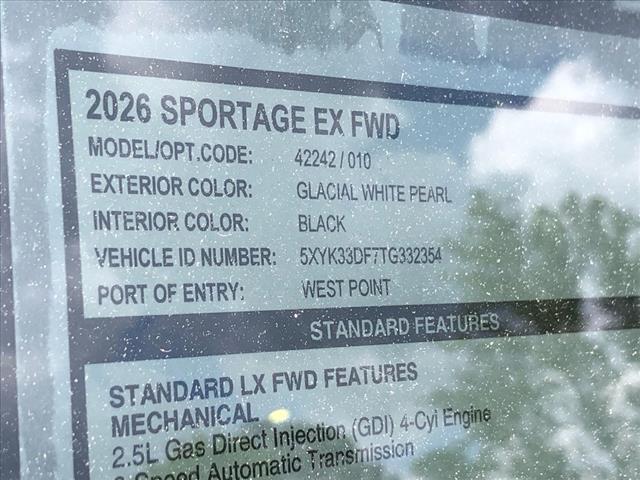 2026 SPORTAGE EX FWD
MODEL/OPT.CODE: 42242 / 010
EXTERIOR COLOR: GLACIAL WHITE PEARL
INTERIOR COLOR: BLACK
VEHICLE ID NUMBER: 5XYK33DF7TG332354
PORT OF ENTRY: WEST POINT
STANDARD FEATURES
STANDARD LX FWD FEATURES
MECHANICAL
2.5L Gas Direct Injection (GDI) 4-Cyl Engine
Speed Automatic Transmission